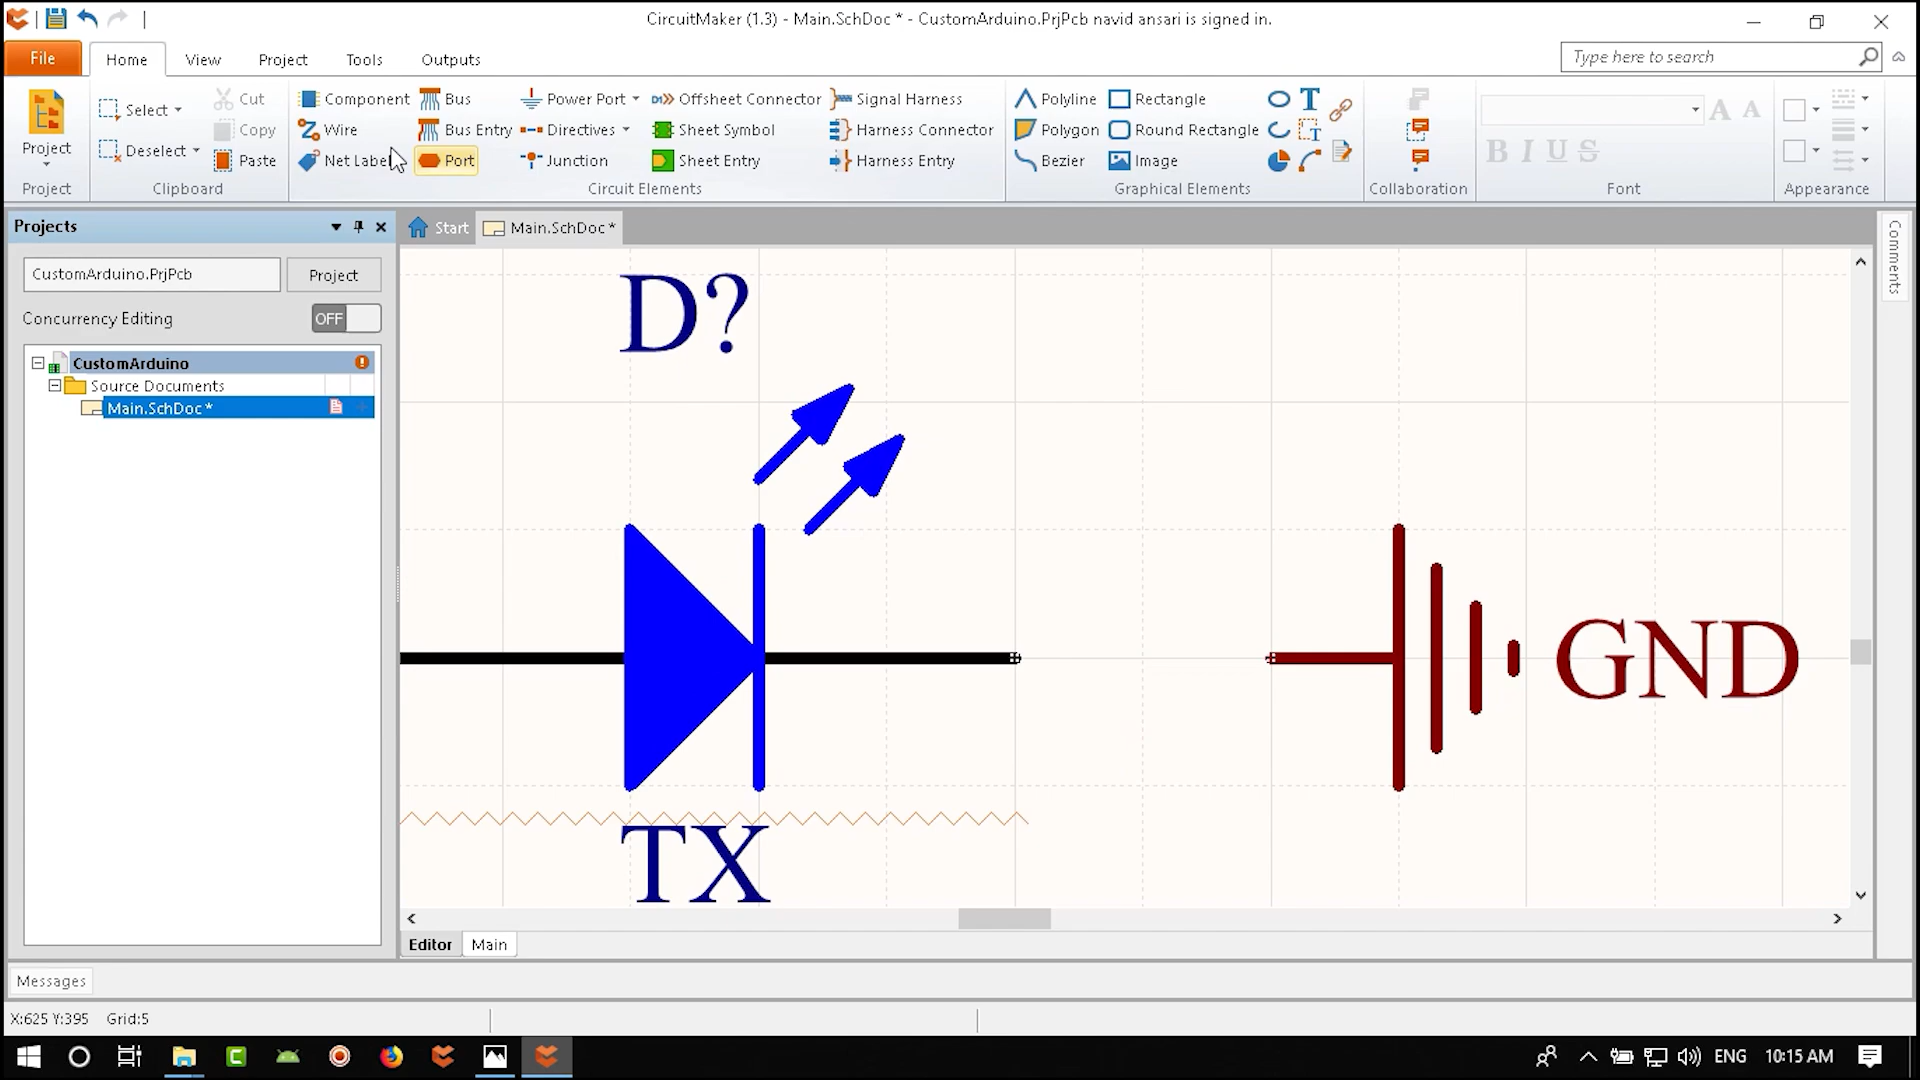 CircuitMaker (1.3) - Main.SchDoc * - CustomArduino.PrjPcb navid ansari is signed in.
File Home View Project Tools Outputs Type here to search
Project
Select
Deselect
Cut
Copy
Paste
Component
Wire
Net Label
Bus
Bus Entry
Port
Power Port
Directives
Junction
Offsheet Connector
Sheet Symbol
Sheet Entry
Signal Harness
Harness Connector
Harness Entry
Polyline
Polygon
Bezier
Rectangle
Round Rectangle
Image
B I U S
Project Clipboard Circuit Elements Graphical Elements Collaboration Font Appearance
Projects
CustomArduino.PrjPcb Project
Concurrency Editing OFF
CustomArduino
Source Documents
Main.SchDoc *
Start Main.SchDoc *
Comments
D?
GND
TX
Editor Main
Messages
X:625 Y:395 Grid:5
ENG 10:15 AM